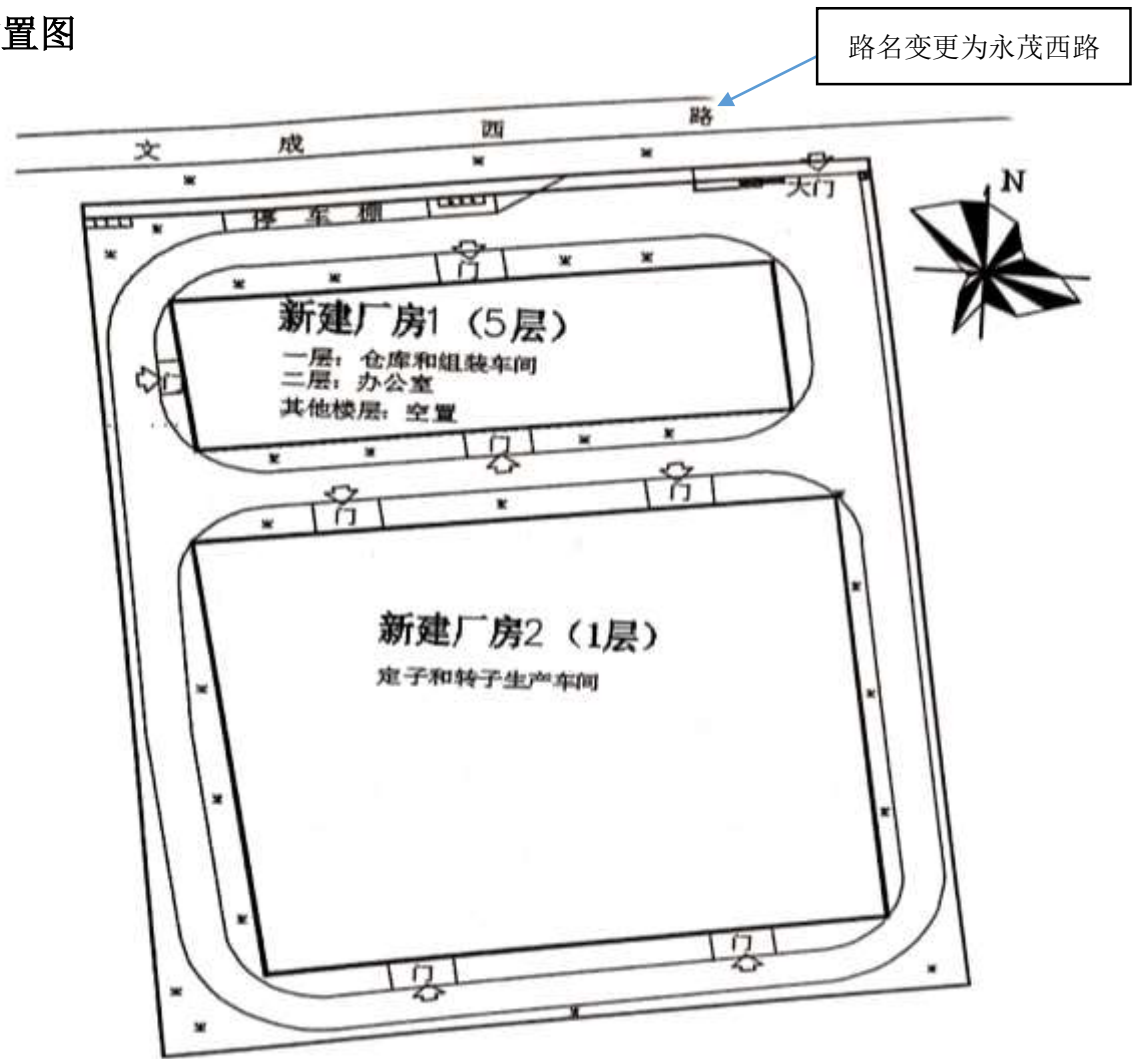 置图
路名变更为永茂西路
文成西路
大门
N
停车棚
门
新建厂房1（5层）
一层：仓库和组装车间
二层：办公室
门
其他楼层：空置
门
门
门
新建厂房2（1层）
定子和转子生产车间
门
门